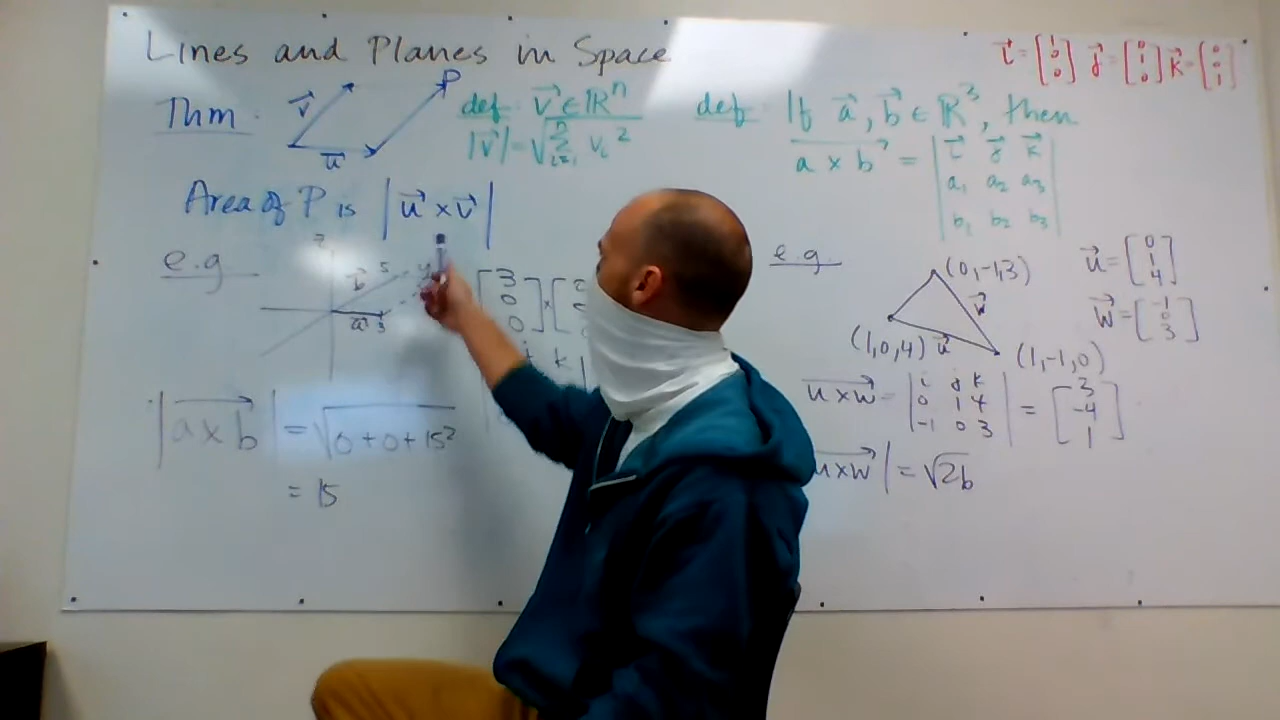 Lines and Planes in Space
i⃗ = [1 0 0] j⃗ = [0 1 0] k⃗ = [0 0 1]
Thm.
v⃗
u⃗
P
def v⃗ ∈ ℝⁿ
|v⃗| = √(Σ_{i=1}^{n} v_i²)
def If a⃗, b⃗ ∈ ℝ³, then
a × b = | i⃗ j⃗ k⃗ |
a₁ a₂ a₃
b₁ b₂ b₃
Area of P is |u⃗ × v⃗|
e.g
z
b⃗ 5 y
a⃗ 3
[3 0 0] ×
k
|a × b| = √(0 + 0 + 15²)
= 15
e.g.
(0, -1, 3)
w⃗
(1, 0, 4) u⃗ (1, -1, 0)
u⃗ = [0 1 4]
w⃗ = [-1 0 3]
u × w = | i j k |
0 1 4
-1 0 3
= [3 -4 1]
u × w | = √26